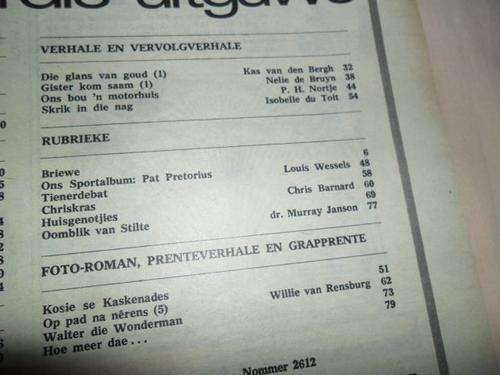 uitgawe
VERHALE EN VERVOLGVERHALE
Die glans van goud (1) Kas van den Bergh 32
Gister kom saam (1) Nelie de Bruyn 38
Ons bou 'n motorhuis P. H. Nortje 44
Skrik in die nag Isobelle du Toit 54
RUBRIEKE
Briewe 6
Ons Sportalbum: Pat Pretorius Louis Wessels 48
Tienerdebat 58
Chriskras Chris Barnard 60
Huisgenotjies 69
Oomblik van Stilte dr. Murray Janson 77
FOTO-ROMAN, PRENTEVERHALE EN GRAPPRENTE
Kosie se Kaskenades 51
Op pad na nêrens (5) Willie van Rensburg 62
Walter die Wonderman 73
Hoe meer dae... 79
Nommer 2612